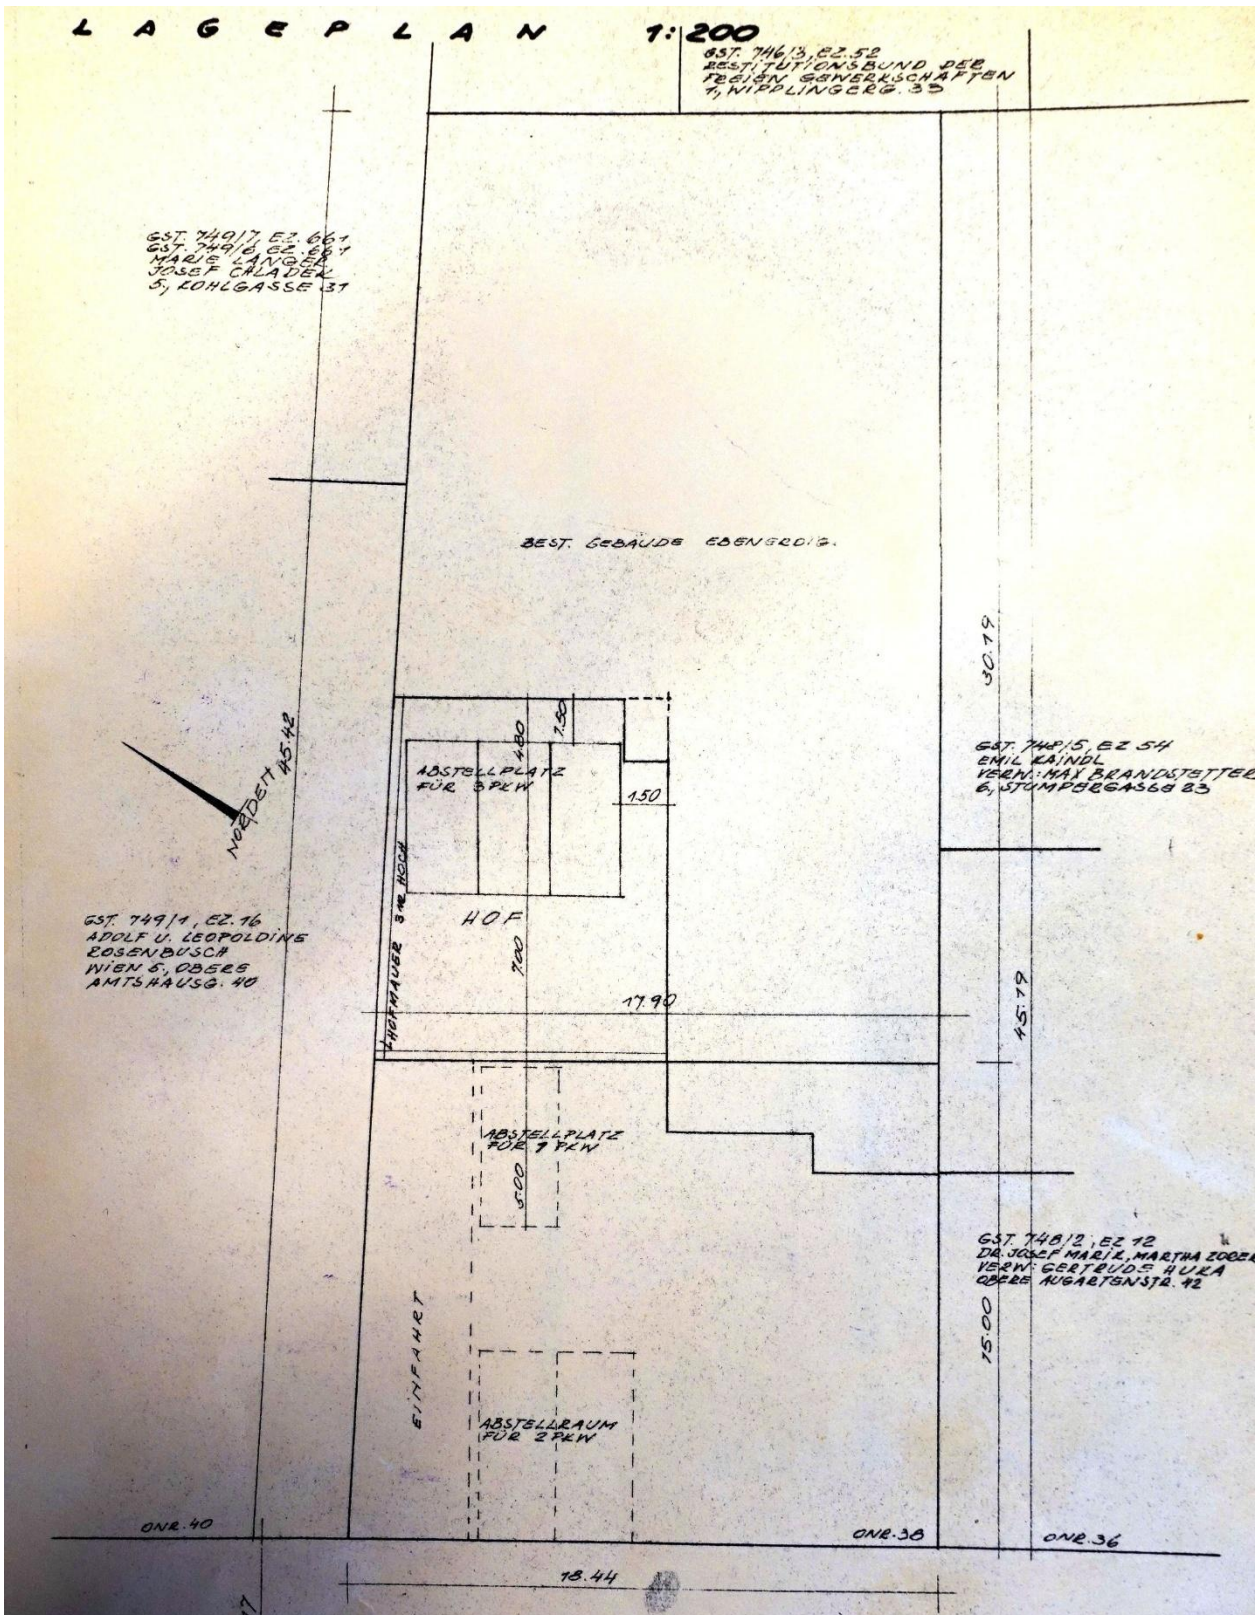 LAGEPLAN 1:200
GST. 746/3, EZ. 52
RESTITUTIONSBUND DER
FREIEN GEWERKSCHAFTEN
1, WIPPLINGERG. 33
GST. 749/7, EZ. 661
GST. 749/6, EZ. 661
MARIE LANGER
JOSEF CHLADEK
5, KOHLGASSE 31
BEST. GEBÄUDE EBENERDIG.
30.19
45.42
NORDEN
4.80
1.50
ABSTELLPLATZ
FÜR 3 PKW
1.50
GST. 748/5, EZ 54
EMIL KAINDL
VERW: MAX BRANDSTETTER
6, STUMPERGASSE 23
HOFMAUER 3m HOCH
HOF
7.00
GST. 749/1, EZ. 16
ADOLF U. LEOPOLDINE
ROSENBUSCH
WIEN 5, OBERE
AMTSHAUSG. 40
17.90
45.19
ABSTELLPLATZ
FÜR 1 PKW
5.00
GST. 748/2, EZ 12
DR. JOSEF MARIK, MARTHA
VERW: GERTRUDE HUKA
OBERE AUGARTENSTR. 42
15.00
EINFAHRT
ABSTELLRAUM
FÜR 2 PKW
ONR. 40
ONR. 38
ONR. 36
18.44